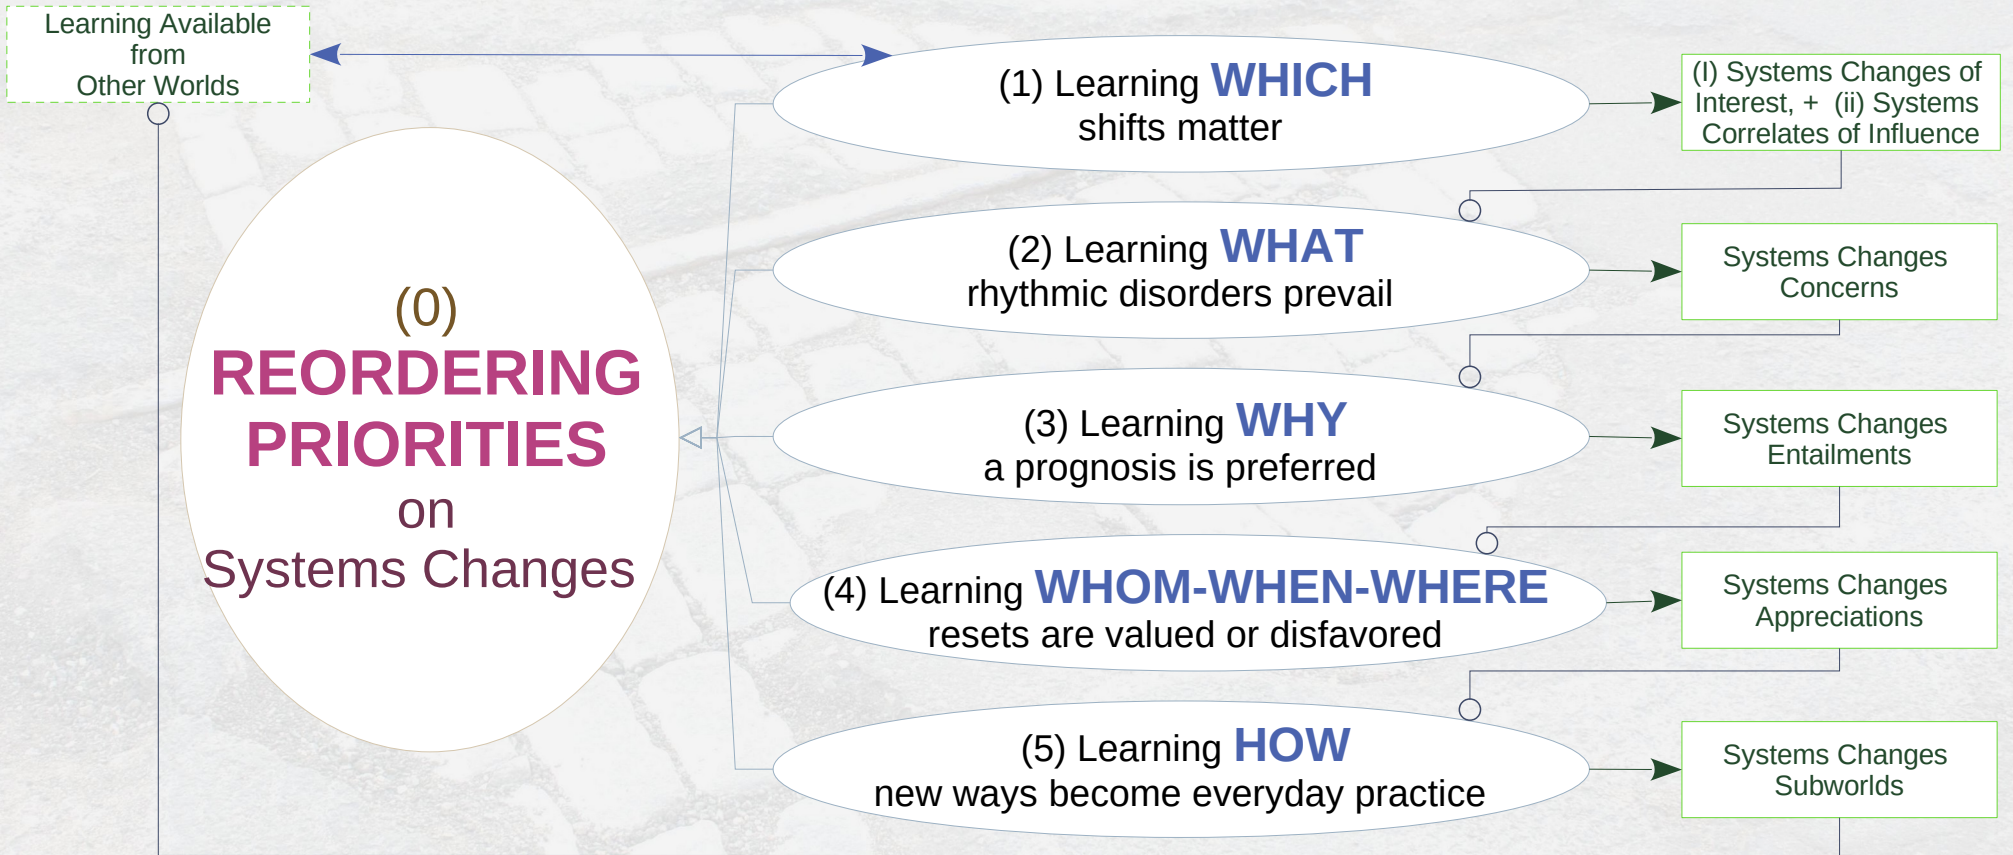 Learning Available
from
Other Worlds
(0)
REORDERING
PRIORITIES
on
Systems Changes
(1) Learning WHICH
shifts matter
(I) Systems Changes of
Interest, + (ii) Systems
Correlates of Influence
(2) Learning WHAT
rhythmic disorders prevail
Systems Changes
Concerns
(3) Learning WHY
a prognosis is preferred
Systems Changes
Entailments
(4) Learning WHOM-WHEN-WHERE
resets are valued or disfavored
Systems Changes
Appreciations
(5) Learning HOW
new ways become everyday practice
Systems Changes
Subworlds